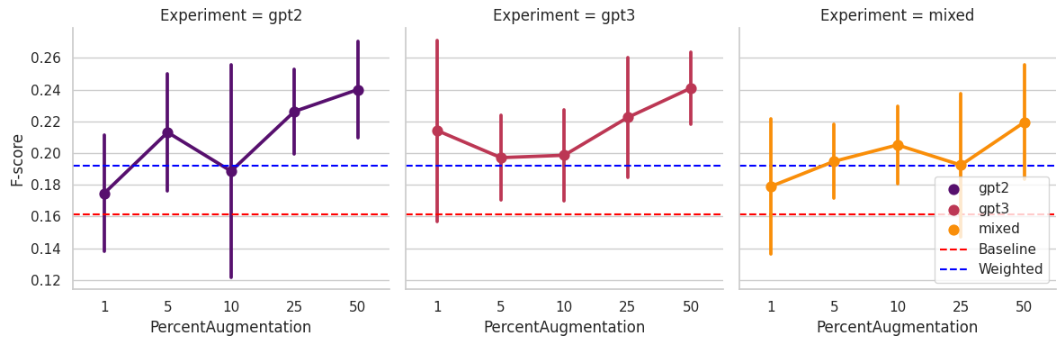 Experiment = gpt2
Experiment = gpt3
Experiment = mixed
F-score
0.26
0.24
0.22
0.20
0.18
0.16
0.14
0.12
1 5 10 25 50
PercentAugmentation
1 5 10 25 50
PercentAugmentation
1 5 10 25 50
PercentAugmentation
gpt2
gpt3
mixed
Baseline
Weighted